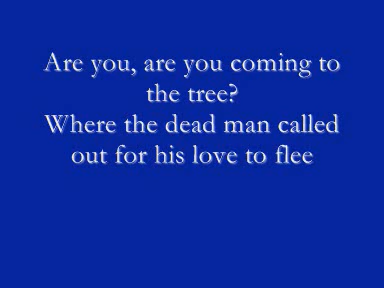 Are you, are you coming to
the tree?
Where the dead man called
out for his love to flee